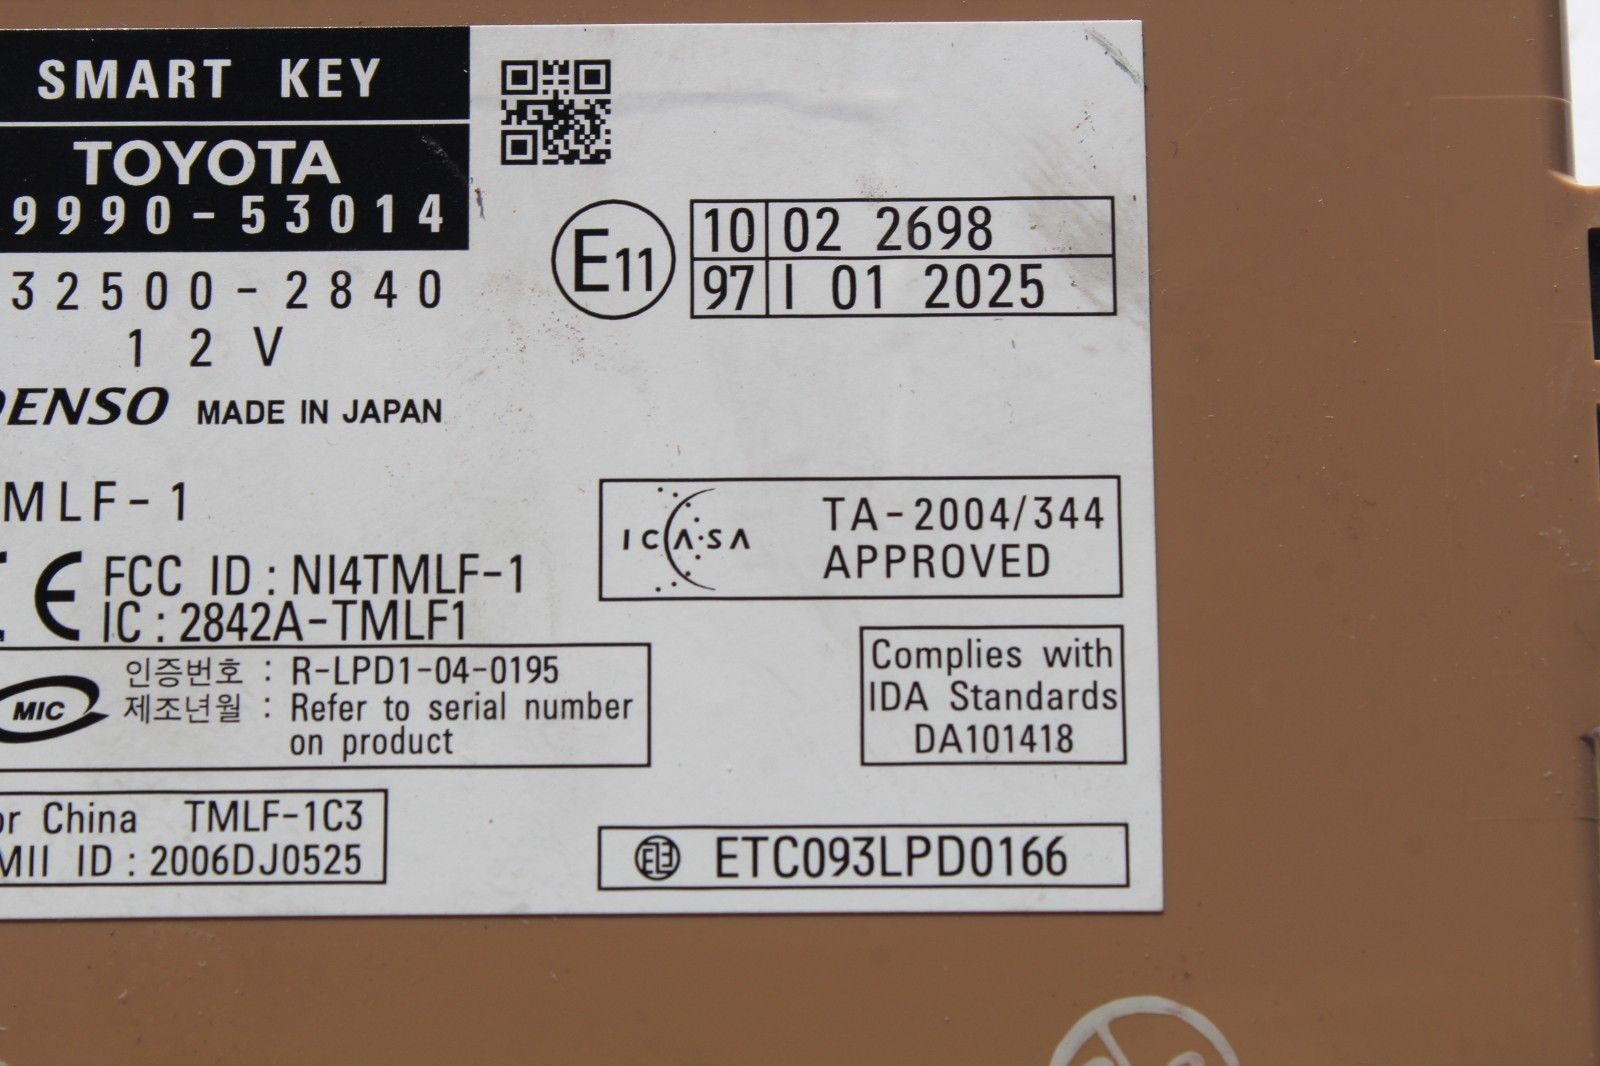 SMART KEY
TOYOTA
9990-53014
32500-2840
12V
DENSO MADE IN JAPAN
MLF-1
CE FCC ID : NI4TMLF-1
IC : 2842A-TMLF1
MIC
인증번호 : R-LPD1-04-0195
제조년월 : Refer to serial number
on product
or China TMLF-1C3
MII ID : 2006DJ0525
E11
10 02 2698
97 I 01 2025
ICASA
TA-2004/344
APPROVED
Complies with
IDA Standards
DA101418
ETC093LPD0166